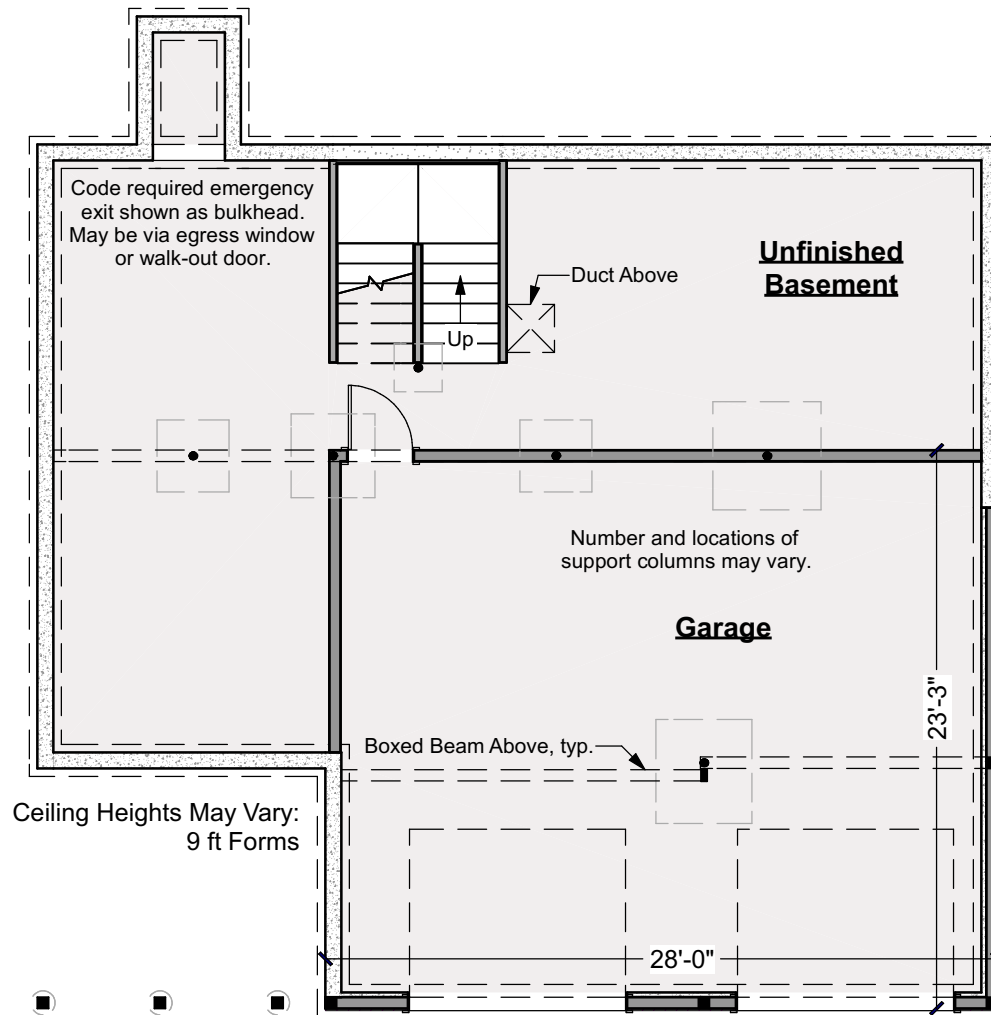 Code required emergency
exit shown as bulkhead.
May be via egress window
or walk-out door.
Unfinished
Basement
Duct Above
Up
Number and locations of
support columns may vary.
Garage
23'-3"
Boxed Beam Above, typ.
Ceiling Heights May Vary:
9 ft Forms
28'-0"